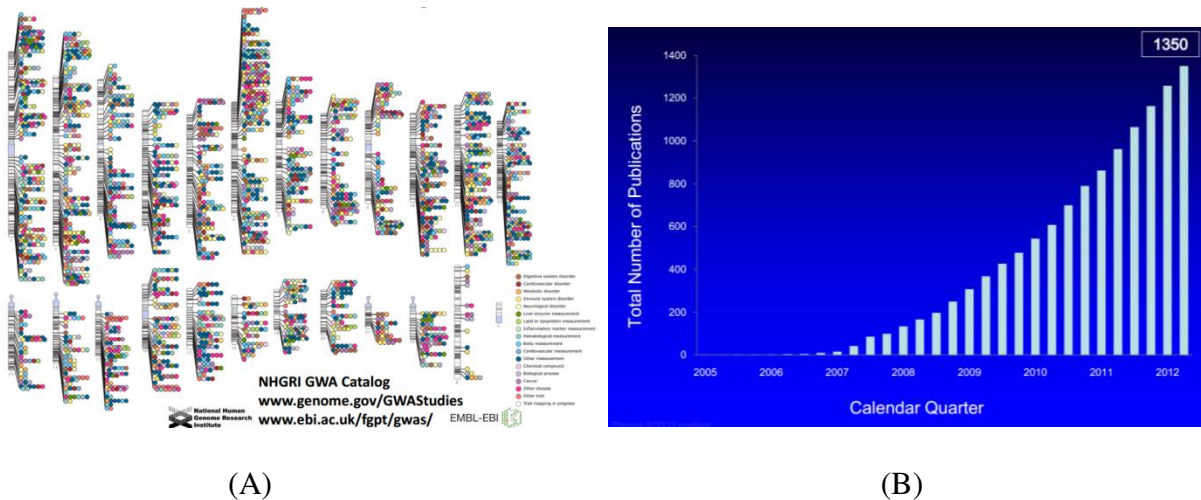 Digestive system disorder
Cardiovascular disorder
Metabolic disorder
Immune system disorder
Neurological disorder
Liver enzyme measurement
Lipid or lipoprotein measurement
Inflammatory marker measurement
Hematological measurement
Body measurement
Cardiovascular measurement
Other measurement
Chemical compound
Biological process
Cancer
Other disease
Other trait
Trait mapping in progress
NHGRI GWA Catalog
www.genome.gov/GWAStudies
www.ebi.ac.uk/fgpt/gwas/
National Human
Genome Research
Institute
EMBL-EBI
(A)
1350
Total Number of Publications
1400
1200
1000
800
600
400
200
0
2005 2006 2007 2008 2009 2010 2011 2012
Calendar Quarter
(B)